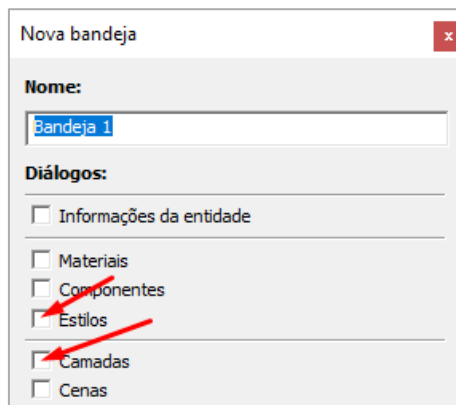 Nova bandeja
x
Nome:
Bandeja 1
Diálogos:
Informações da entidade
Materiais
Componentes
Estilos
Camadas
Cenas